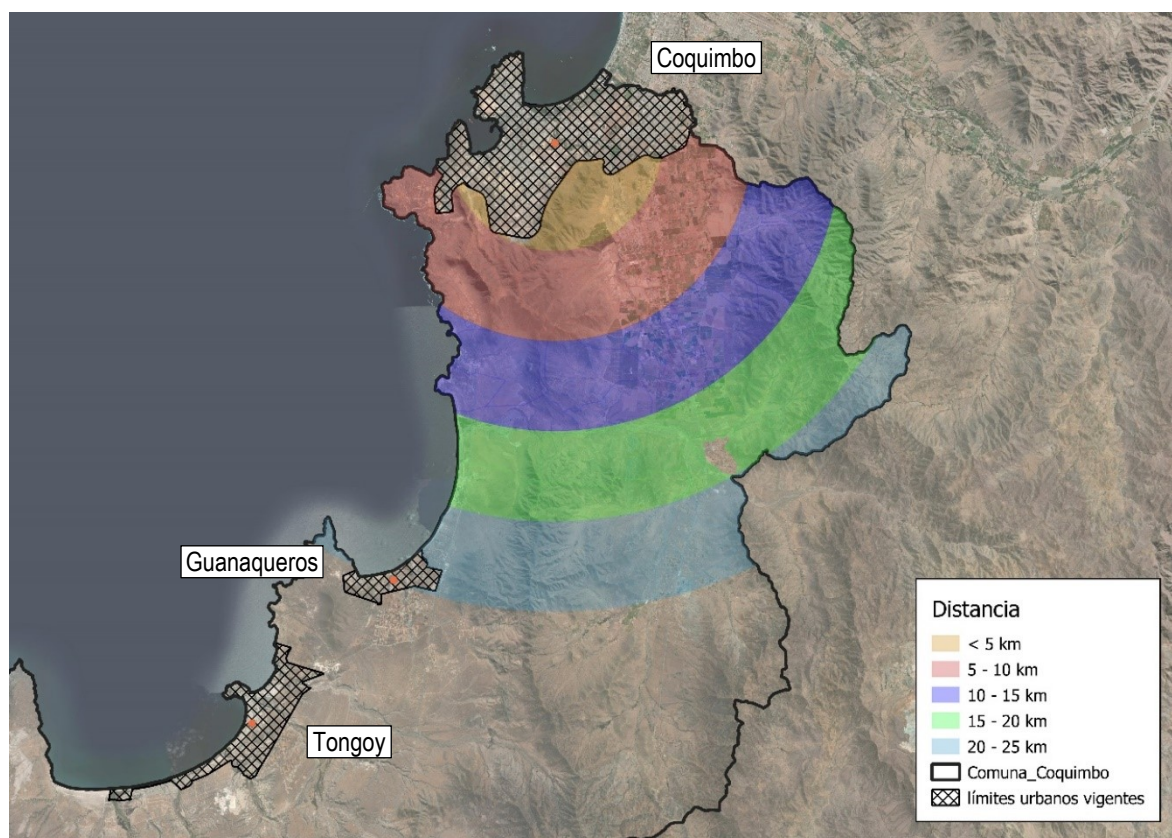 Coquimbo
Guanaqueros
Tongoy
Distancia
< 5 km
5 - 10 km
10 - 15 km
15 - 20 km
20 - 25 km
Comuna_Coquimbo
límites urbanos vigentes